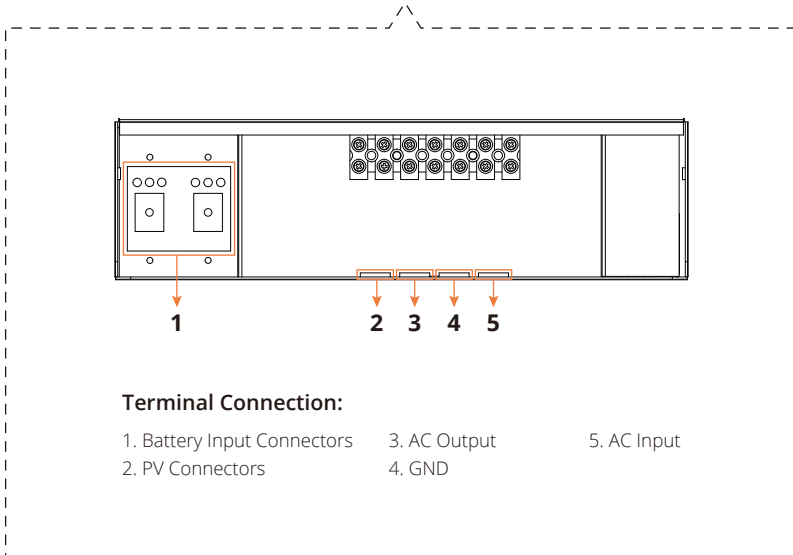 1 2 3 4 5
Terminal Connection:
1. Battery Input Connectors 3. AC Output 5. AC Input
2. PV Connectors 4. GND